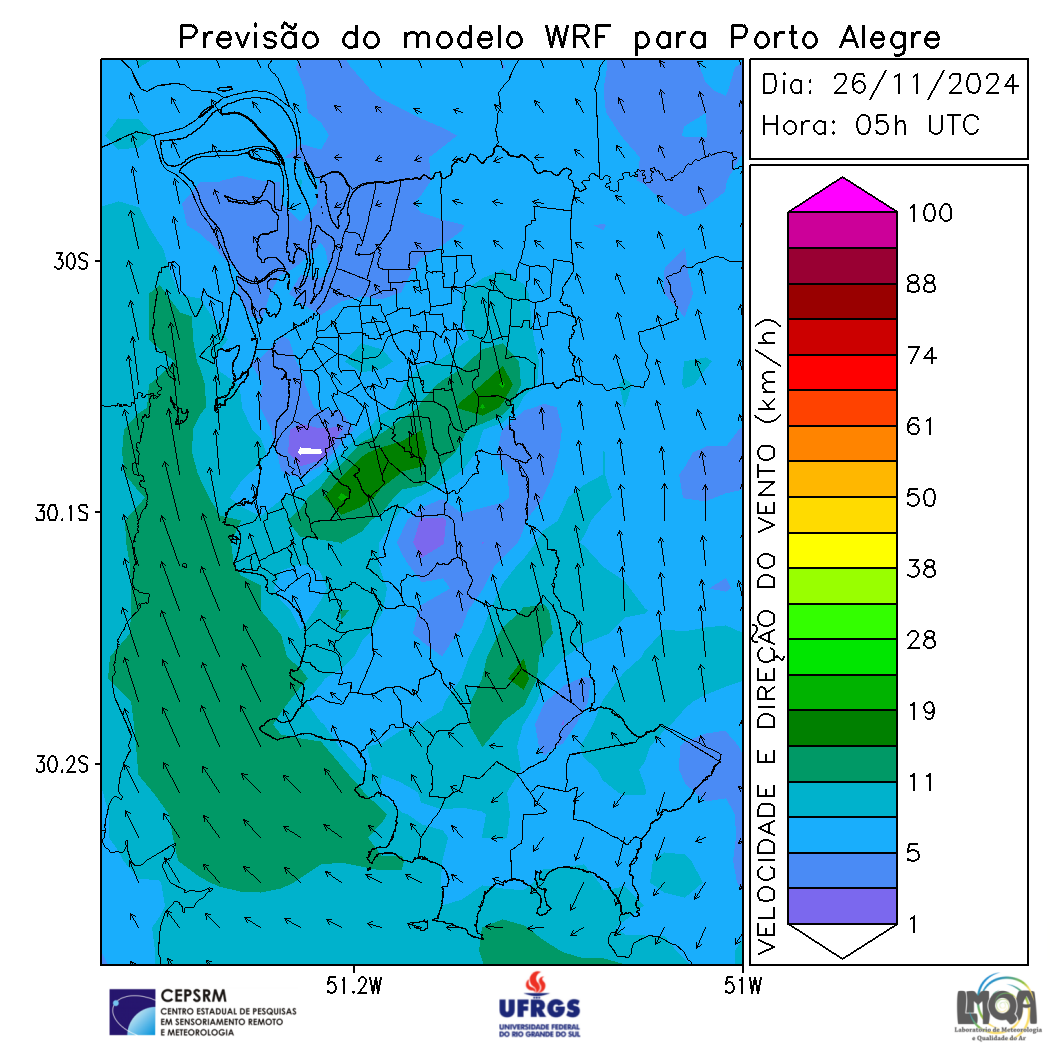 Previsão do modelo WRF para Porto Alegre
Dia: 26/11/2024
Hora: 05h UTC
30S
30.1S
30.2S
51.2W
51W
VELOCIDADE E DIREÇÃO DO VENTO (km/h)
100
88
74
61
50
38
28
19
11
5
1
CEPSRM
CENTRO ESTADUAL DE PESQUISAS
EM SENSORIAMENTO REMOTO
E METEOROLOGIA
UFRGS
UNIVERSIDADE FEDERAL
DO RIO GRANDE DO SUL
LMQA
Laboratório de Meteorologia
e Qualidade do Ar